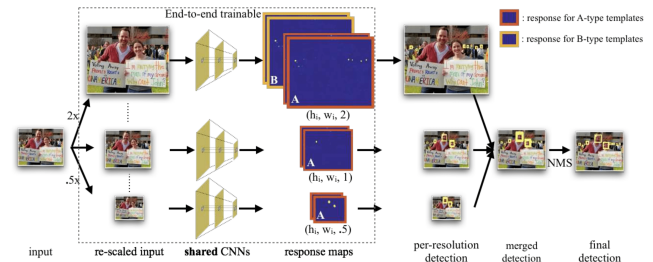 End-to-end trainable
: response for A-type templates
: response for B-type templates
B
A
(hᵢ, wᵢ, 2)
2x
A
(hᵢ, wᵢ, 1)
NMS
.5x
A
(hᵢ, wᵢ, .5)
input
re-scaled input
shared CNNs
response maps
per-resolution
detection
merged
detection
final
detection